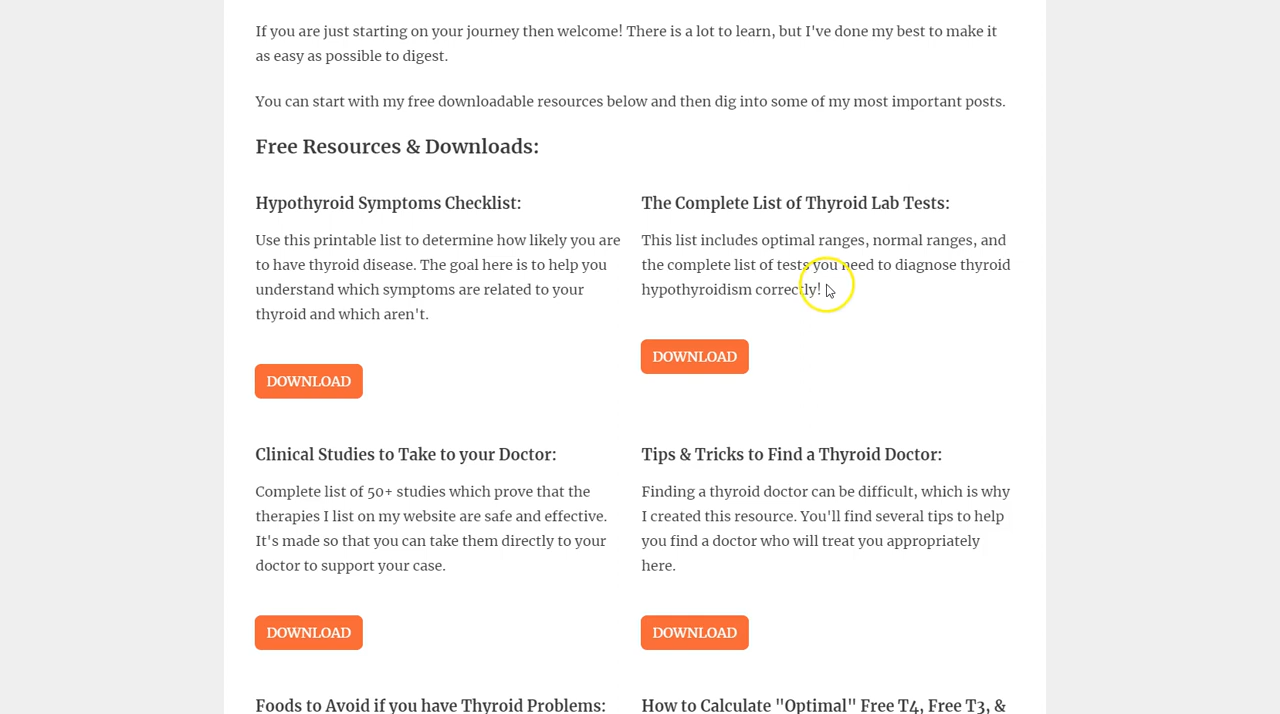 If you are just starting on your journey then welcome! There is a lot to learn, but I've done my best to make it
as easy as possible to digest.
You can start with my free downloadable resources below and then dig into some of my most important posts.
Free Resources & Downloads:
Hypothyroid Symptoms Checklist:
Use this printable list to determine how likely you are
to have thyroid disease. The goal here is to help you
understand which symptoms are related to your
thyroid and which aren't.
DOWNLOAD
The Complete List of Thyroid Lab Tests:
This list includes optimal ranges, normal ranges, and
the complete list of tests you need to diagnose thyroid
hypothyroidism correctly!
DOWNLOAD
Clinical Studies to Take to your Doctor:
Complete list of 50+ studies which prove that the
therapies I list on my website are safe and effective.
It's made so that you can take them directly to your
doctor to support your case.
DOWNLOAD
Tips & Tricks to Find a Thyroid Doctor:
Finding a thyroid doctor can be difficult, which is why
I created this resource. You'll find several tips to help
you find a doctor who will treat you appropriately
here.
DOWNLOAD
Foods to Avoid if you have Thyroid Problems:
How to Calculate "Optimal" Free T4, Free T3, &